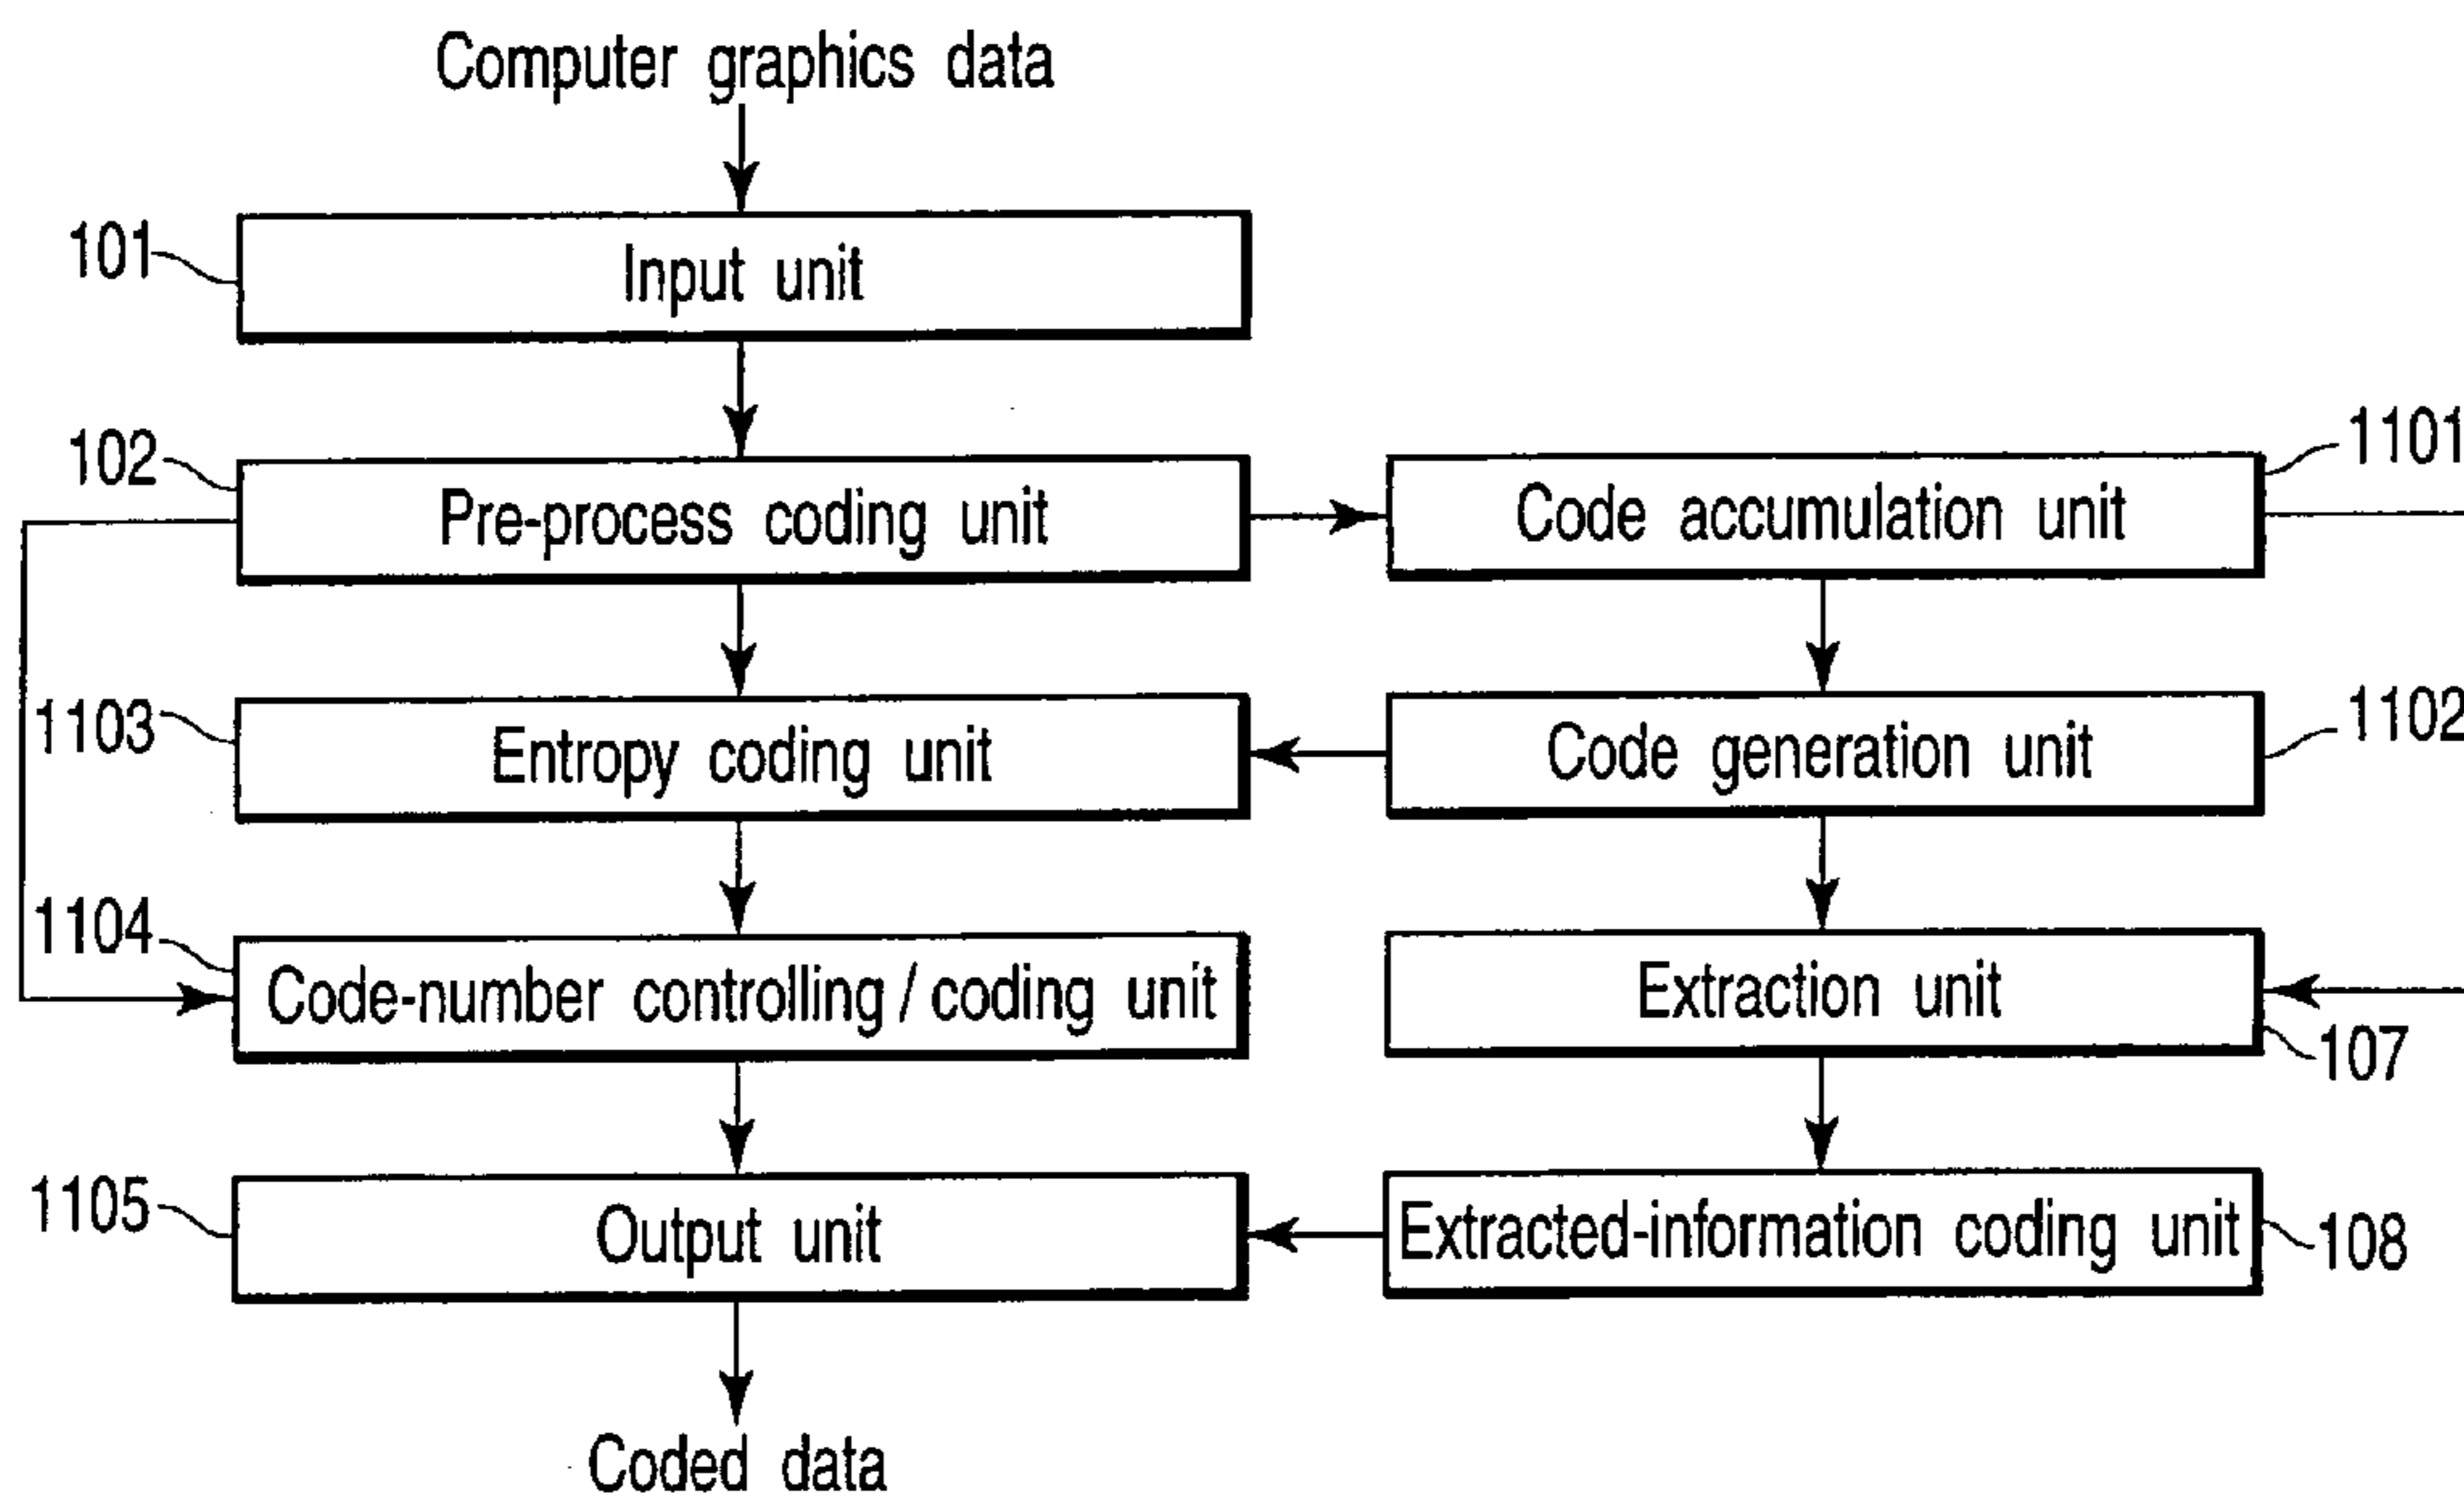 Computer graphics data
101
Input unit
102
Pre-process coding unit
Code accumulation unit
1101
1103
Entropy coding unit
Code generation unit
1102
1104
Code-number controlling / coding unit
Extraction unit
107
1105
Output unit
Extracted-information coding unit
108
Coded data